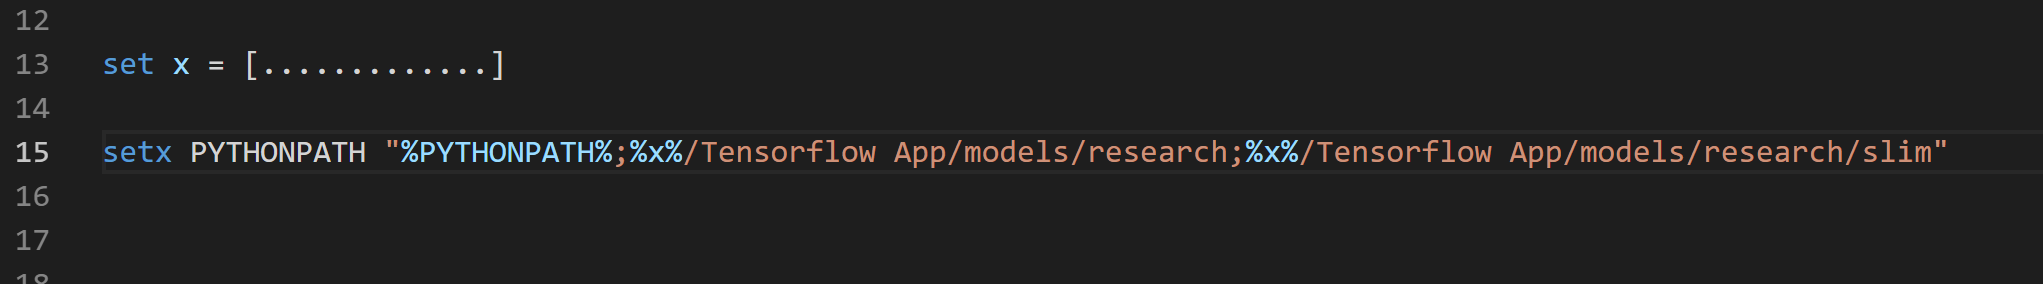 12
13 set x = [.............]
14
15 setx PYTHONPATH "%PYTHONPATH%;%x%/Tensorflow App/models/research;%x%/Tensorflow App/models/research/slim"
16
17
18